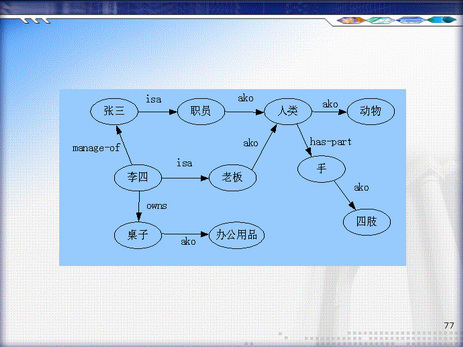 isa
ako
ako
张三
职员
人类
动物
manage-of
isa
ako
has-part
李四
老板
手
owns
ako
桌子
ako
办公用品
四肢
77